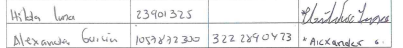 Hilda Luna 23901325
Alexander Garcia 1057872300 3222890473 Alexander G.